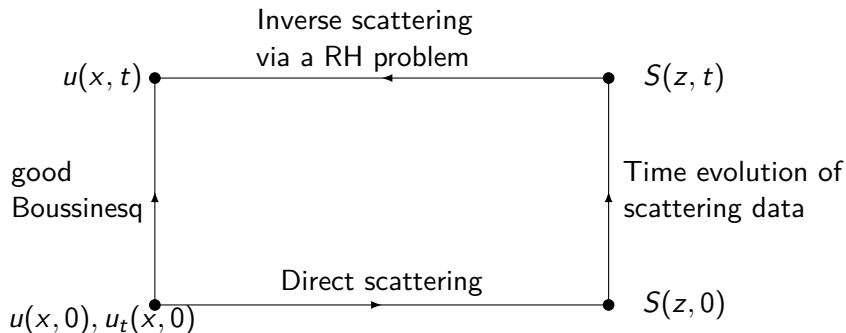 Inverse scattering
via a RH problem
u(x, t)
S(z, t)
good
Boussinesq
Time evolution of
scattering data
Direct scattering
u(x, 0), u_t(x, 0)
S(z, 0)